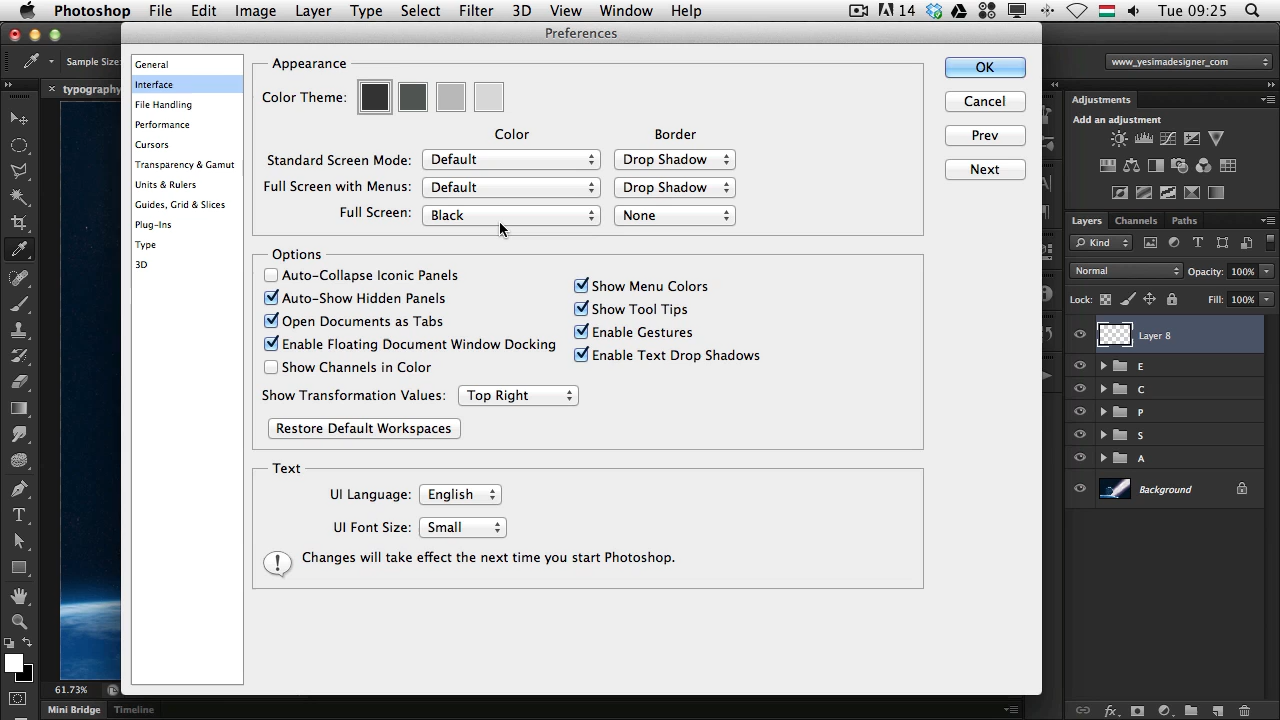 Photoshop File Edit Image Layer Type Select Filter 3D View Window Help 14 Tue 09:25
Preferences
Sample Size:
www_yesimadesigner_com
typography
General
Interface
File Handling
Performance
Cursors
Transparency & Gamut
Units & Rulers
Guides, Grid & Slices
Plug-Ins
Type
3D
Appearance
Color Theme:
Color Border
Standard Screen Mode: Default Drop Shadow
Full Screen with Menus: Default Drop Shadow
Full Screen: Black None
Options
Auto-Collapse Iconic Panels
Auto-Show Hidden Panels
Open Documents as Tabs
Enable Floating Document Window Docking
Show Channels in Color
Show Menu Colors
Show Tool Tips
Enable Gestures
Enable Text Drop Shadows
Show Transformation Values: Top Right
Restore Default Workspaces
Text
UI Language: English
UI Font Size: Small
Changes will take effect the next time you start Photoshop.
OK
Cancel
Prev
Next
Adjustments
Add an adjustment
Layers Channels Paths
Kind
Normal Opacity: 100%
Lock: Fill: 100%
Layer 8
E
C
P
S
A
Background
61.73%
Mini Bridge Timeline